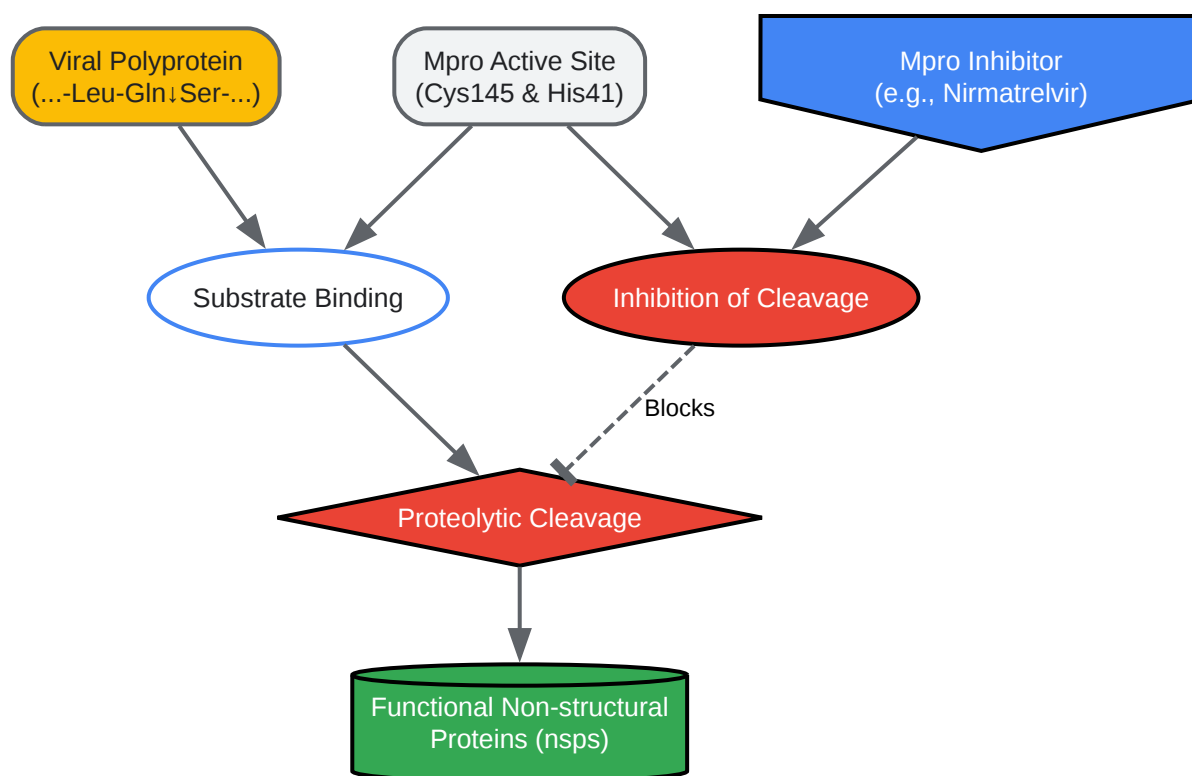 Viral Polyprotein
(...-Leu-Gln↓Ser-...)
Mpro Active Site
(Cys145 & His41)
Mpro Inhibitor
(e.g., Nirmatrelvir)
Substrate Binding
Inhibition of Cleavage
Blocks
Proteolytic Cleavage
Functional Non-structural
Proteins (nsps)